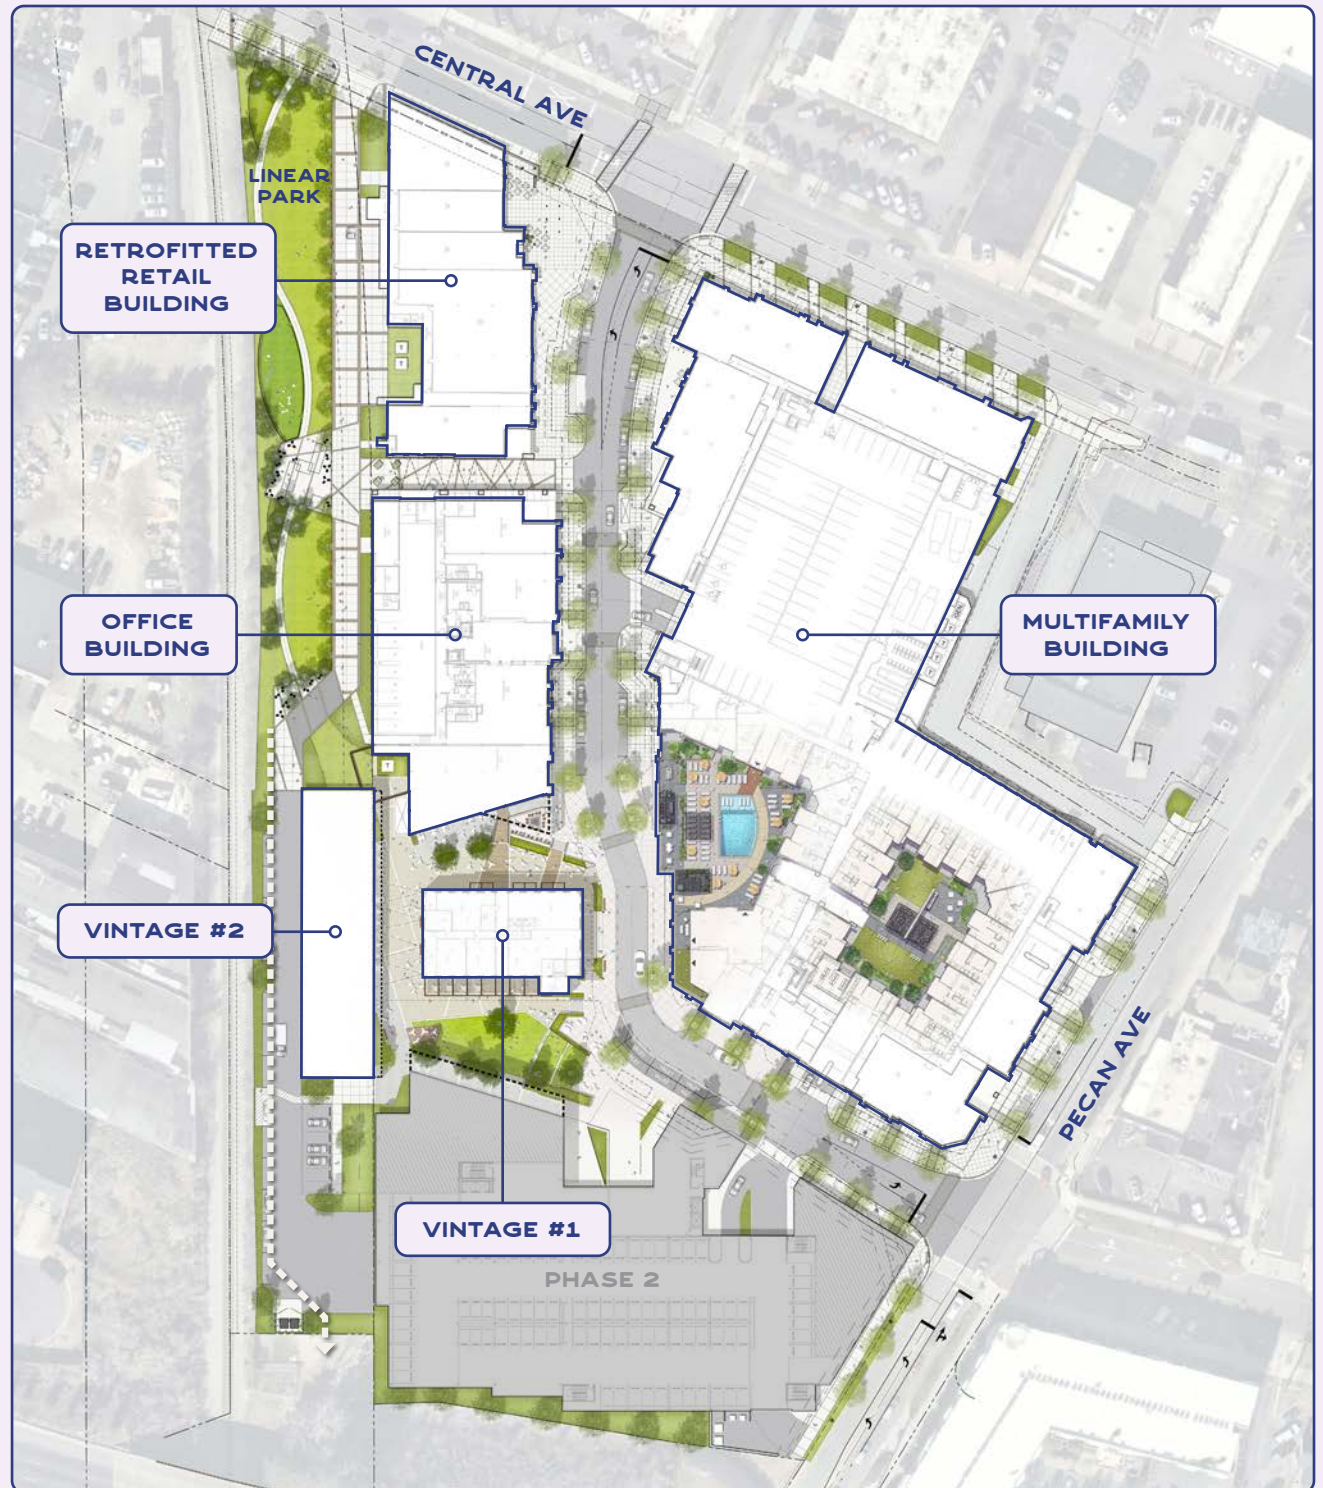 CENTRAL AVE
LINEAR
PARK
RETROFITTED
RETAIL
BUILDING
OFFICE
BUILDING
MULTIFAMILY
BUILDING
VINTAGE #2
PECAN AVE
VINTAGE #1
PHASE 2